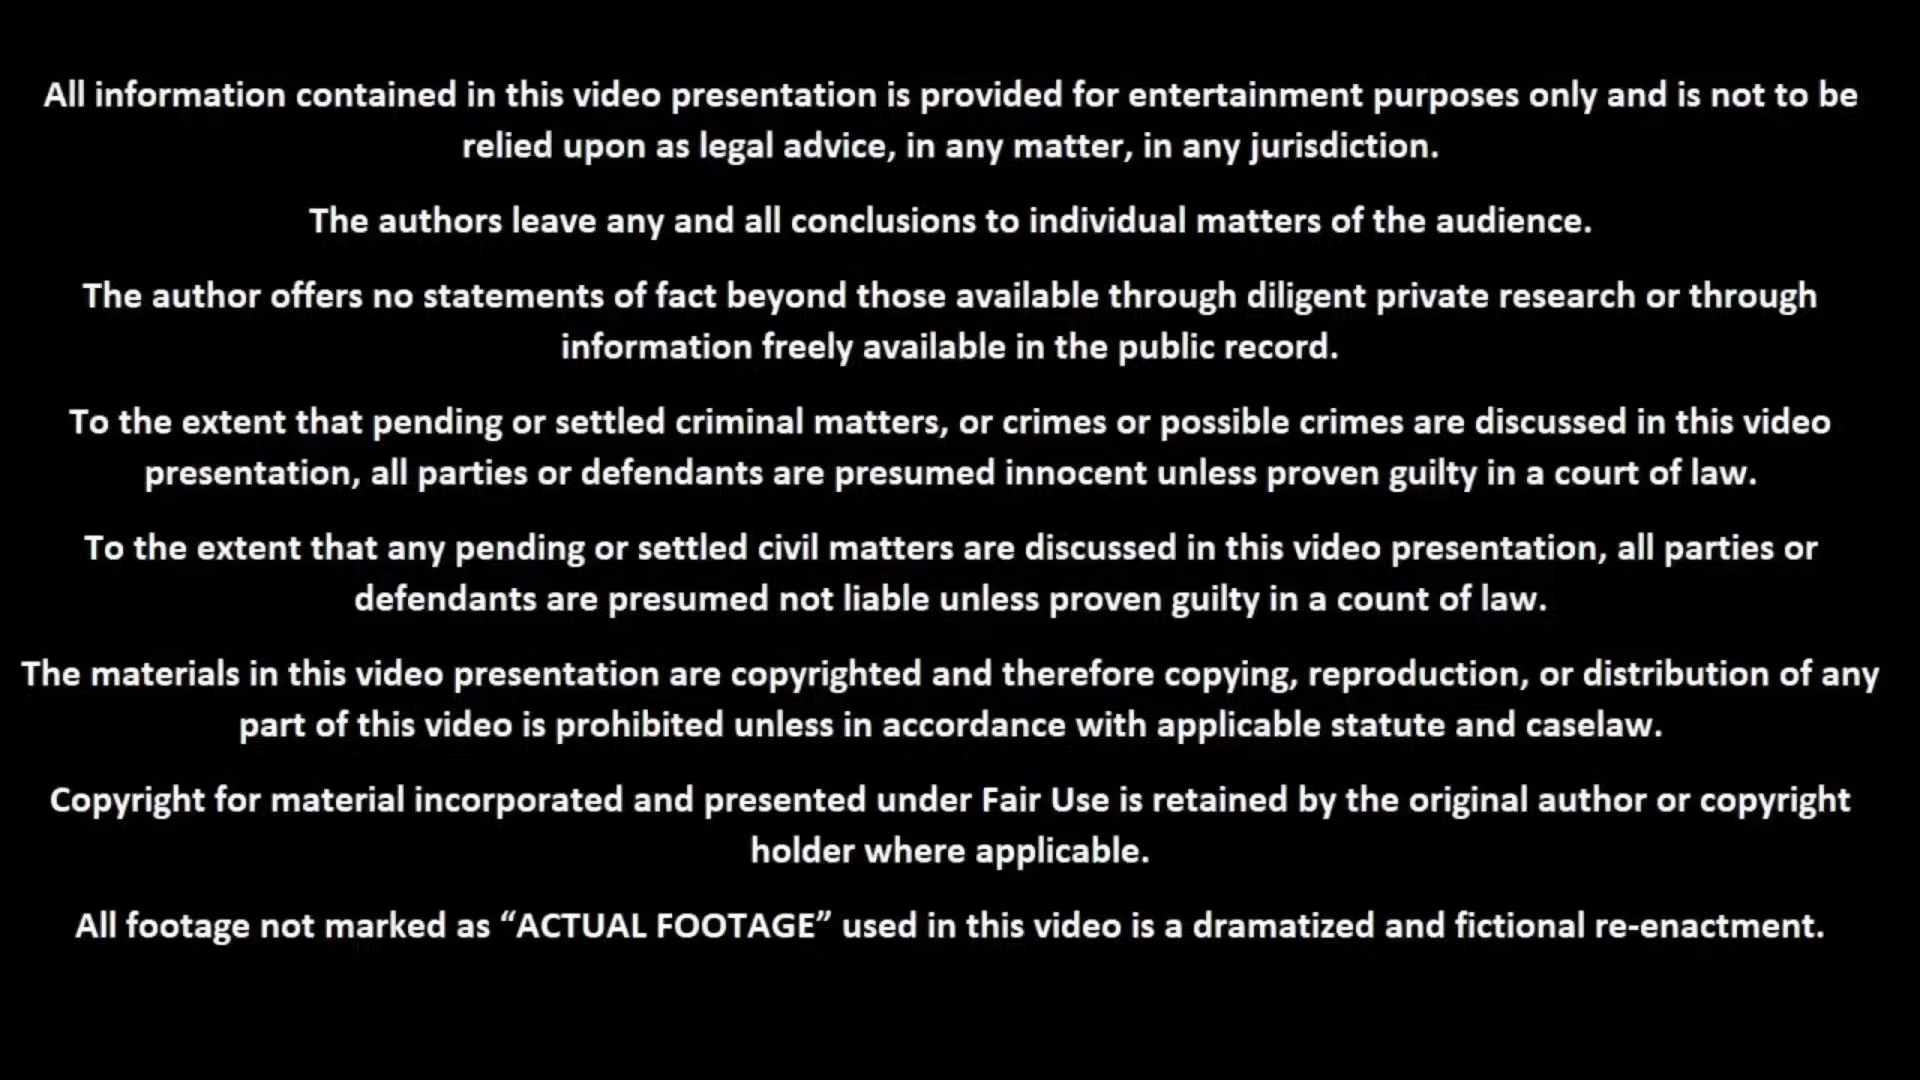 All information contained in this video presentation is provided for entertainment purposes only and is not to be
relied upon as legal advice, in any matter, in any jurisdiction.
The authors leave any and all conclusions to individual matters of the audience.
The author offers no statements of fact beyond those available through diligent private research or through
information freely available in the public record.
To the extent that pending or settled criminal matters, or crimes or possible crimes are discussed in this video
presentation, all parties or defendants are presumed innocent unless proven guilty in a court of law.
To the extent that any pending or settled civil matters are discussed in this video presentation, all parties or
defendants are presumed not liable unless proven guilty in a count of law.
The materials in this video presentation are copyrighted and therefore copying, reproduction, or distribution of any
part of this video is prohibited unless in accordance with applicable statute and caselaw.
Copyright for material incorporated and presented under Fair Use is retained by the original author or copyright
holder where applicable.
All footage not marked as “ACTUAL FOOTAGE” used in this video is a dramatized and fictional re-enactment.